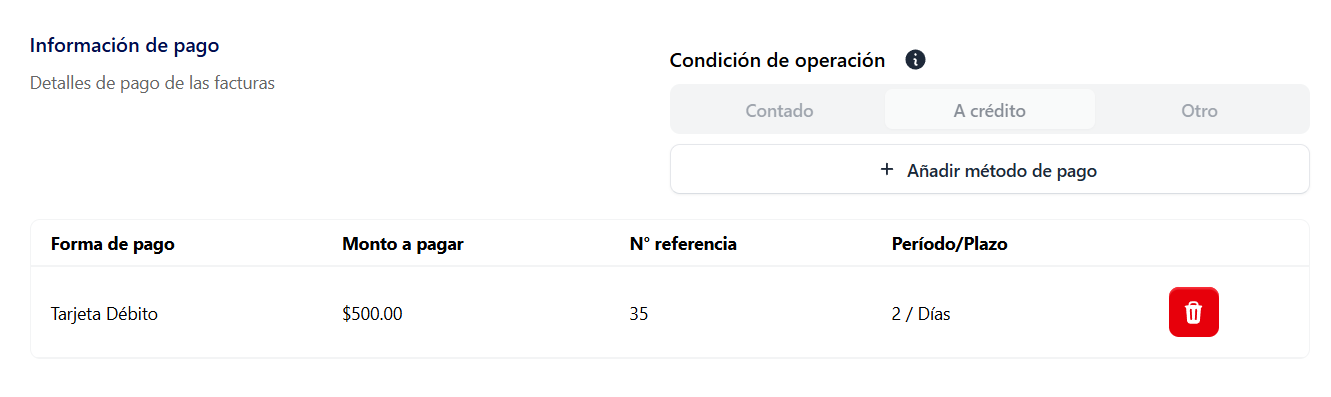 Información de pago
Detalles de pago de las facturas
Condición de operación
Contado A crédito Otro
+ Añadir método de pago
Forma de pago Monto a pagar N° referencia Período/Plazo
Tarjeta Débito $500.00 35 2 / Días